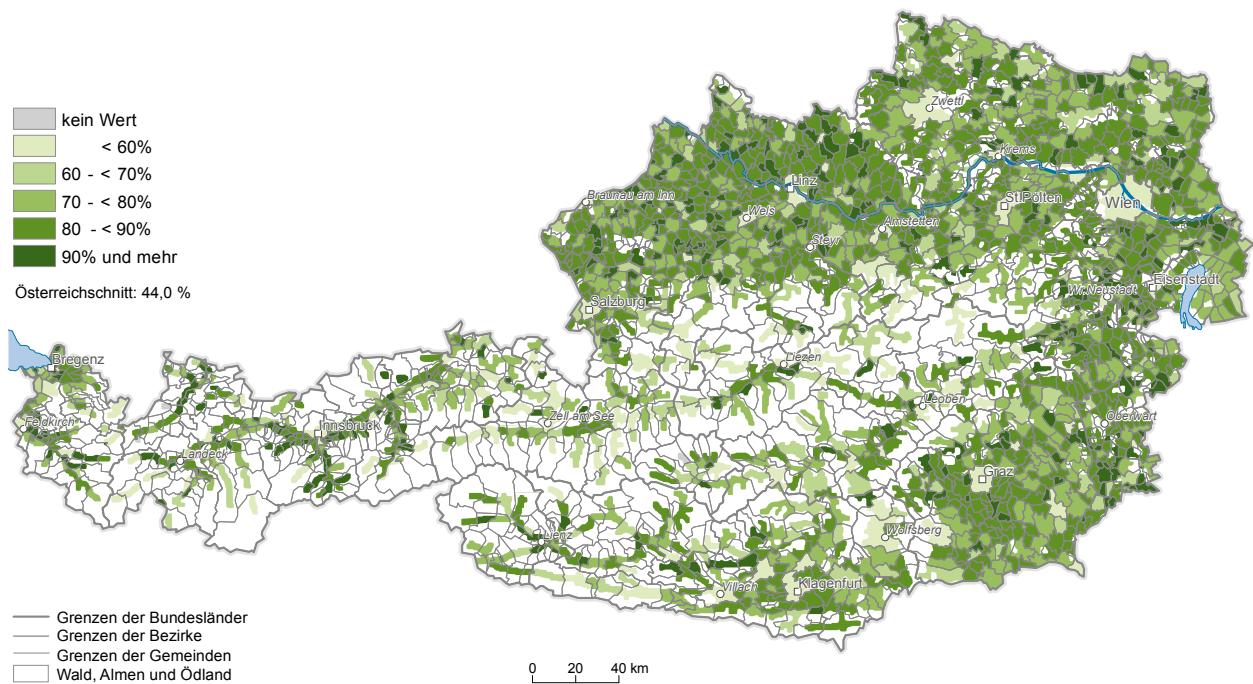 kein Wert
< 60%
60 - < 70%
70 - < 80%
80 - < 90%
90% und mehr
Österreichschnitt: 44,0 %
Zwettl
Krems
Linz
Braunau am Inn
St.Pölten
Wien
Wels
Amstetten
Steyr
Eisenstadt
Wr.Neustadt
Salzburg
Bregenz
Liezen
Leoben
Zell am See
Oberwart
Feldkirch
Innsbruck
Landeck
Graz
Lienz
Wolfsberg
Villach
Klagenfurt
Grenzen der Bundesländer
Grenzen der Bezirke
Grenzen der Gemeinden
Wald, Almen und Ödland
0 20 40 km